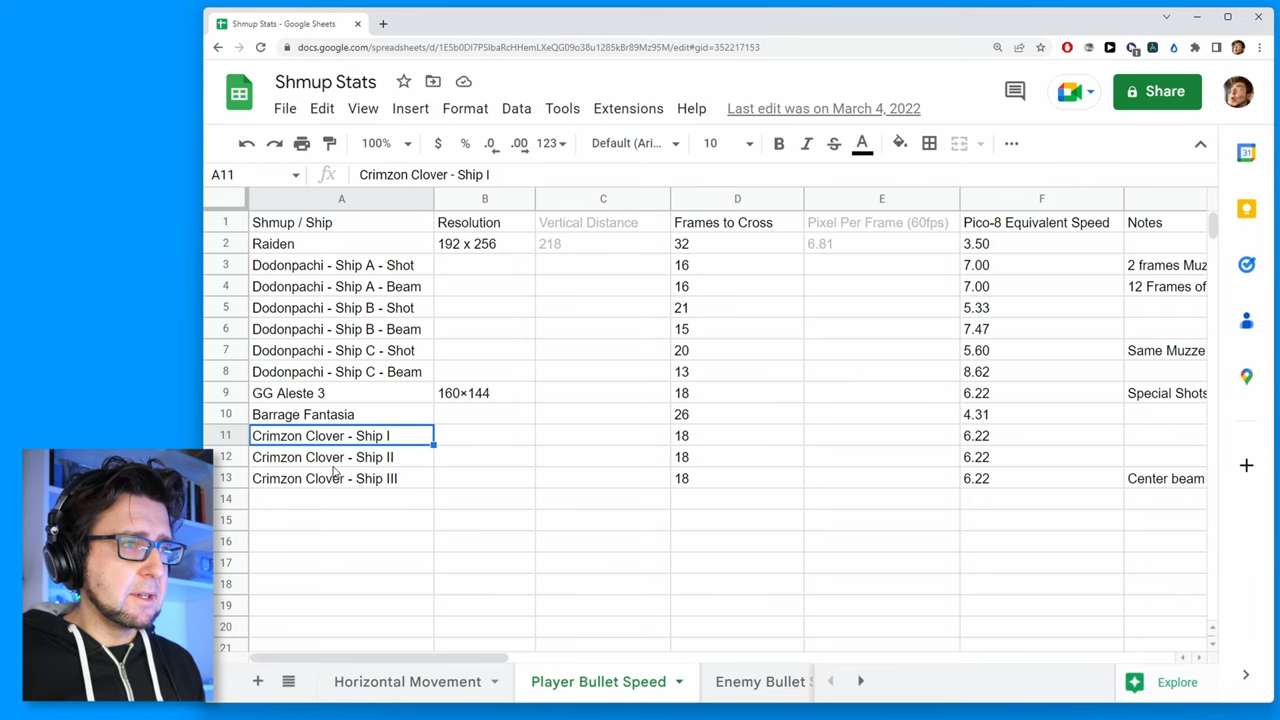 Shmup Stats - Google Sheets
docs.google.com/spreadsheets/d/1E5b0DI7PSIbaRcHHemLXeQG09o38u1285kBr89Mz95M/edit#gid=352217153
Shmup Stats
File Edit View Insert Format Data Tools Extensions Help Last edit was on March 4, 2022
Share
100% $ % .0 .00 123 Default (Ari... 10 B I S A
A11 fx Crimzon Clover - Ship I
A B C D E F
1 Shmup / Ship Resolution Vertical Distance Frames to Cross Pixel Per Frame (60fps) Pico-8 Equivalent Speed Notes
2 Raiden 192 x 256 218 32 6.81 3.50
3 Dodonpachi - Ship A - Shot 16 7.00 2 frames Muz
4 Dodonpachi - Ship A - Beam 16 7.00 12 Frames of
5 Dodonpachi - Ship B - Shot 21 5.33
6 Dodonpachi - Ship B - Beam 15 7.47
7 Dodonpachi - Ship C - Shot 20 5.60 Same Muzze
8 Dodonpachi - Ship C - Beam 13 8.62
9 GG Aleste 3 160×144 18 6.22 Special Shots
10 Barrage Fantasia 26 4.31
11 Crimzon Clover - Ship I 18 6.22
12 Crimzon Clover - Ship II 18 6.22
13 Crimzon Clover - Ship III 18 6.22 Center beam
14
15
16
17
18
19
20
21
Horizontal Movement Player Bullet Speed Enemy Bullet Explore